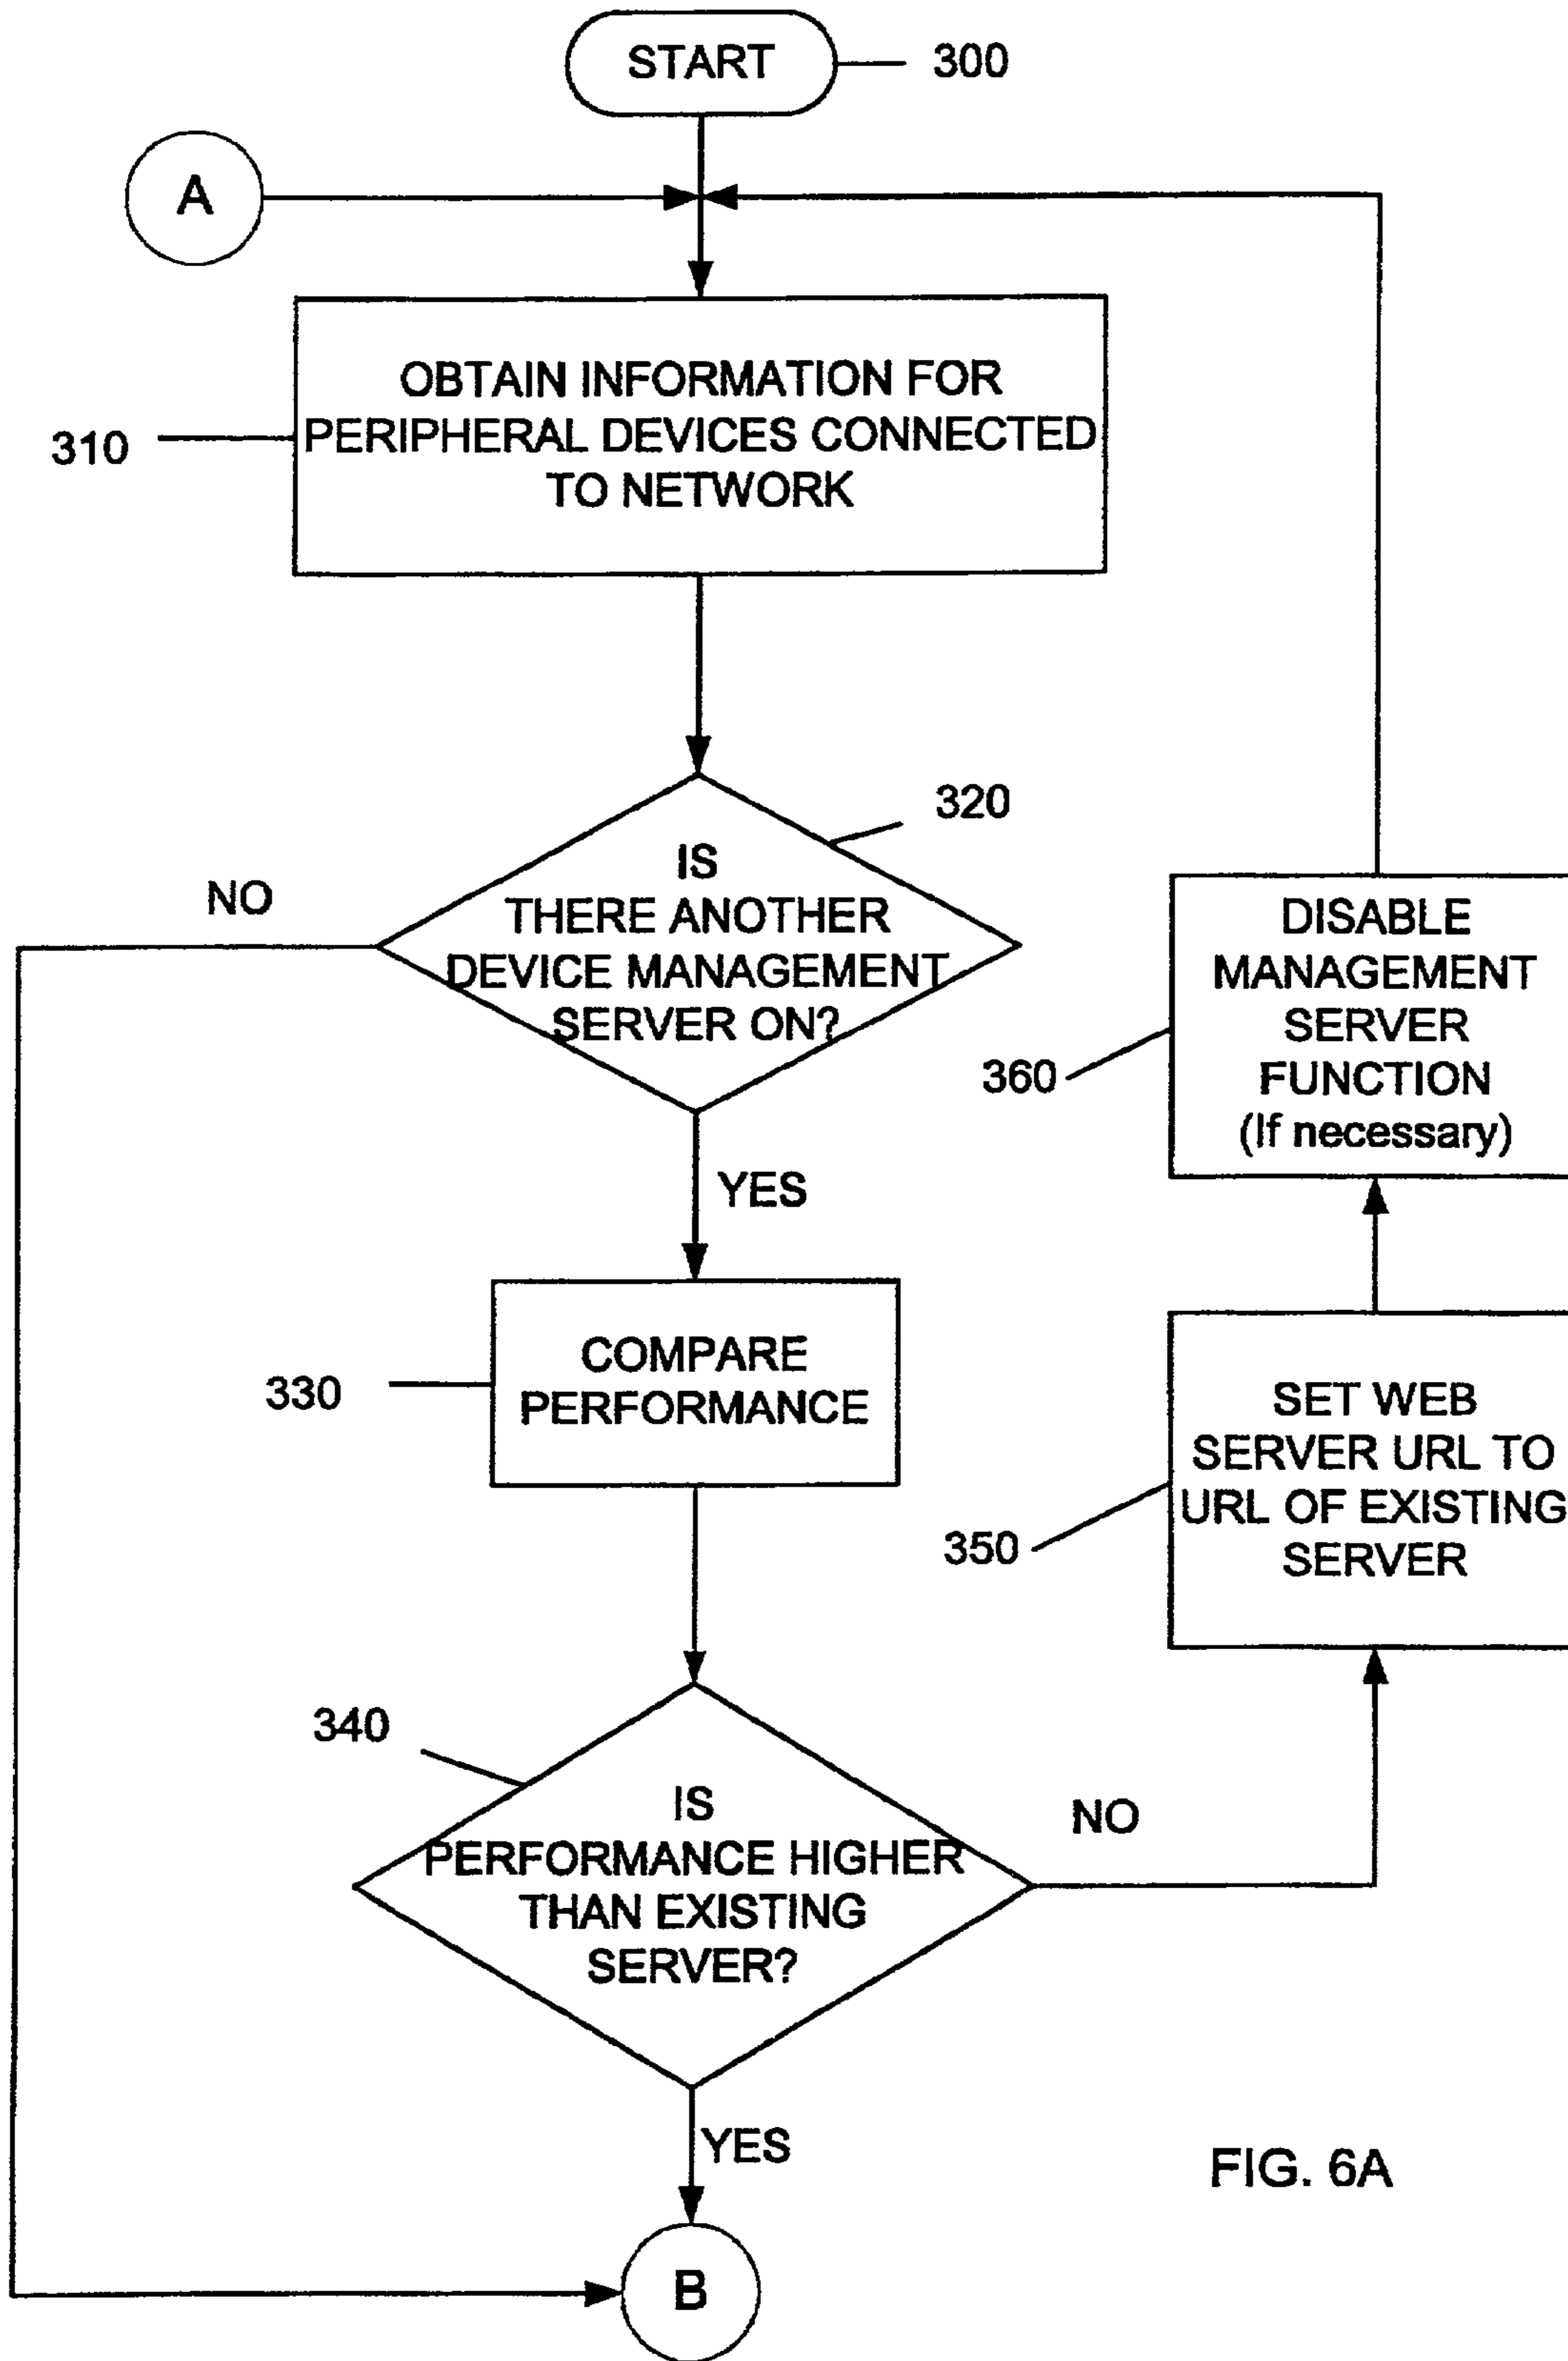 START
300
A
310
OBTAIN INFORMATION FOR
PERIPHERAL DEVICES CONNECTED
TO NETWORK
320
NO
IS
THERE ANOTHER
DEVICE MANAGEMENT
SERVER ON?
YES
330
COMPARE
PERFORMANCE
340
IS
PERFORMANCE HIGHER
THAN EXISTING
SERVER?
NO
350
SET WEB
SERVER URL TO
URL OF EXISTING
SERVER
360
DISABLE
MANAGEMENT
SERVER
FUNCTION
(If necessary)
YES
B
FIG. 6A